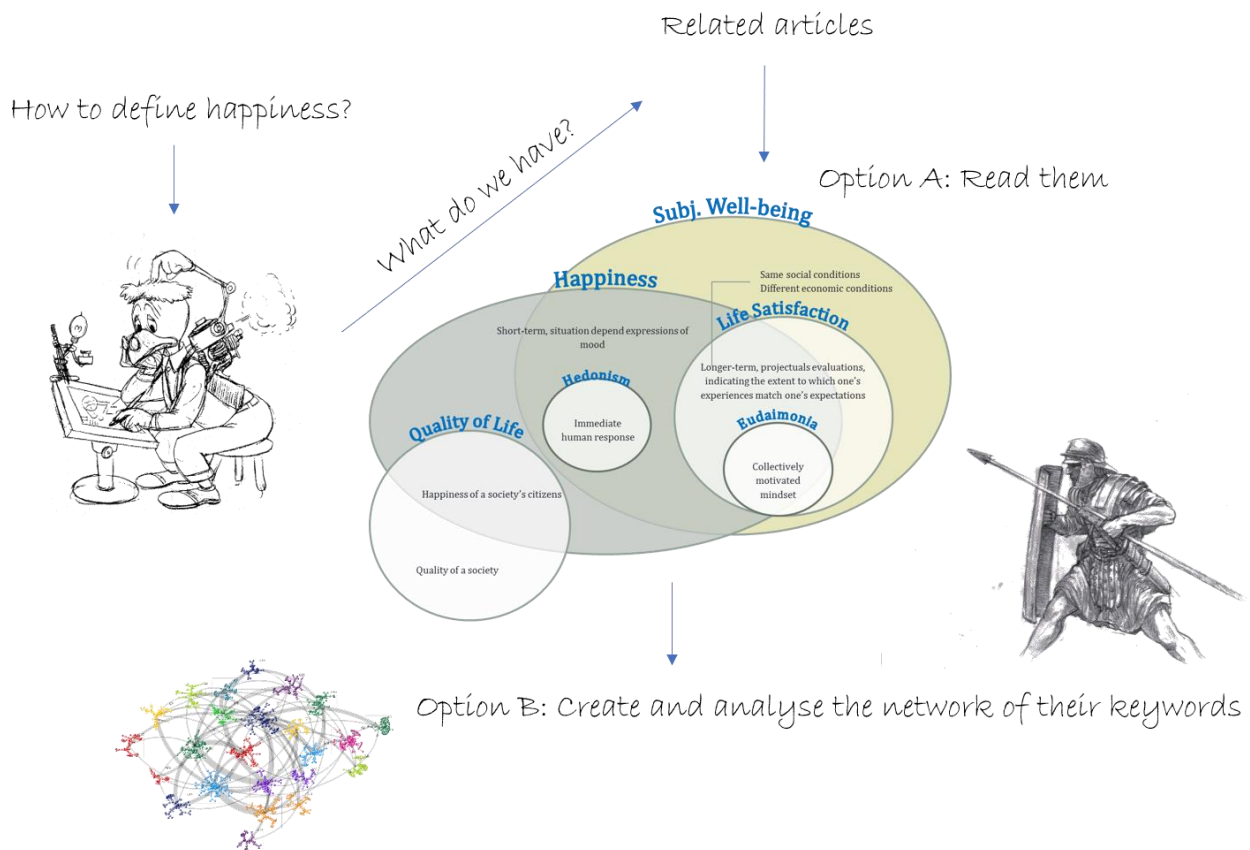 Related articles
How to define happiness?
What do we have?
Option A: Read them
Subj. Well-being
Happiness
Same social conditions
Different economic conditions
Life Satisfaction
Short-term, situation depend expressions of
mood
Longer-term, projectuals evaluations,
indicating the extent to which one's
experiences match one's expectations
Hedonism
Immediate
human response
Eudaimonia
Collectively
motivated
mindset
Quality of Life
Happiness of a society's citizens
Quality of a society
Option B: Create and analyse the network of their keywords